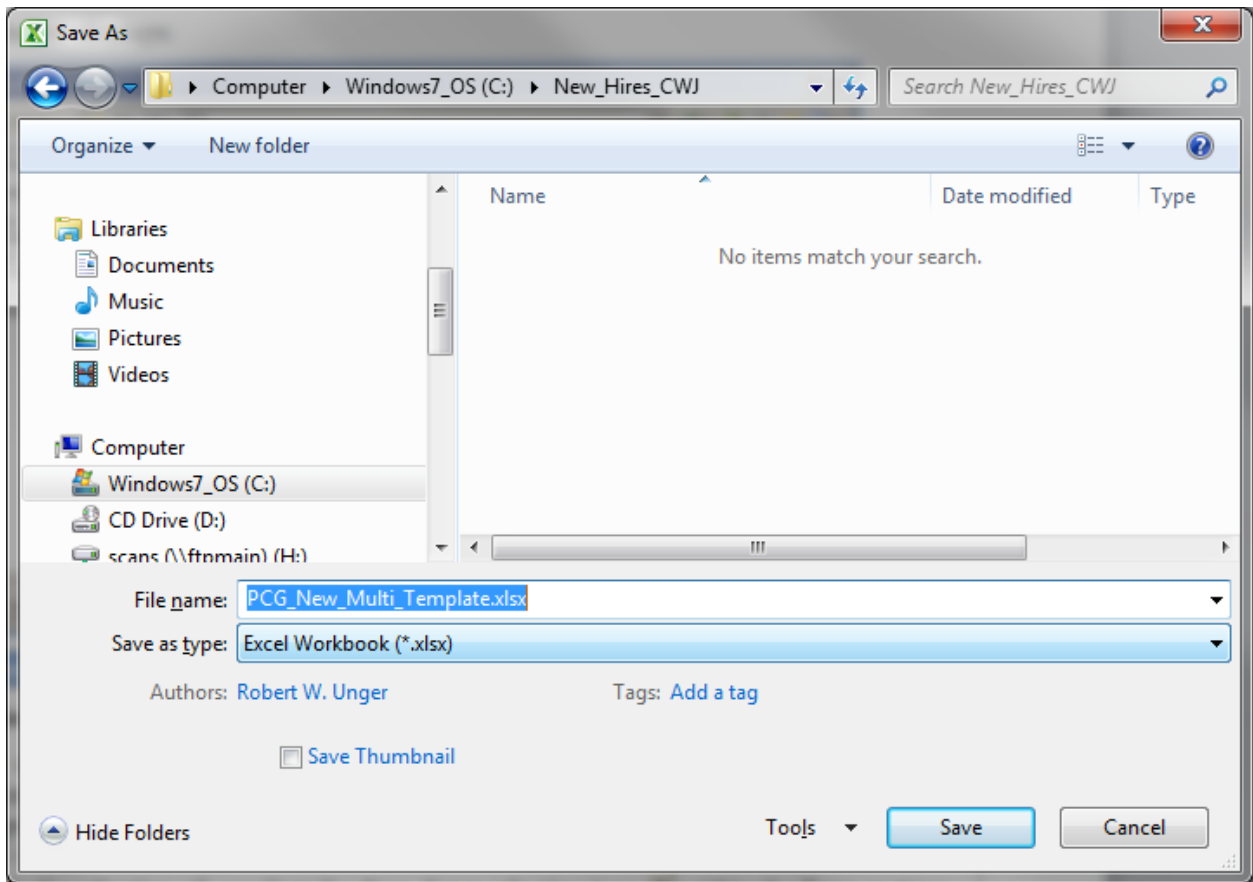 Save As
Computer Windows7_OS (C:) New_Hires_CWJ
Search New_Hires_CWJ
Organize New folder
Name Date modified Type
No items match your search.
Libraries
Documents
Music
Pictures
Videos
Computer
Windows7_OS (C:)
CD Drive (D:)
scans (\\ftpmain) (H:)
File name: PCG_New_Multi_Template.xlsx
Save as type: Excel Workbook (*.xlsx)
Authors: Robert W. Unger Tags: Add a tag
Save Thumbnail
Hide Folders Tools Save Cancel